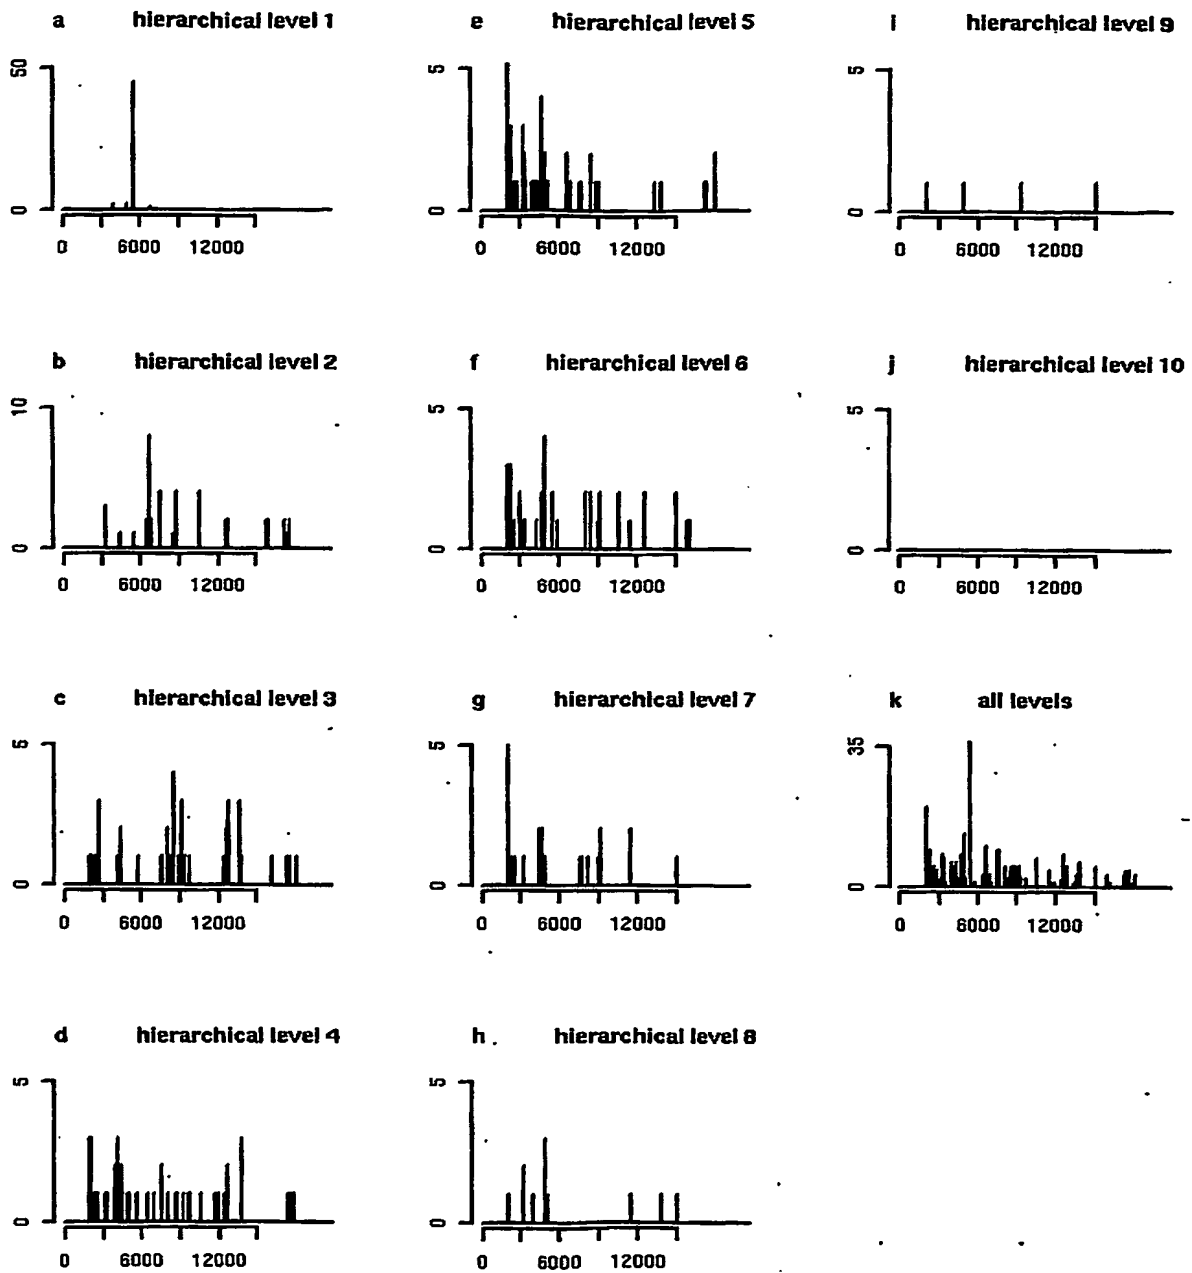 a hierarchical level 1
50
0
0 6000 12000
b hierarchical level 2
10
0
0 6000 12000
c hierarchical level 3
5
0
0 6000 12000
d hierarchical level 4
5
0
0 6000 12000
e hierarchical level 5
5
0
0 6000 12000
f hierarchical level 6
5
0
0 6000 12000
g hierarchical level 7
5
0
0 6000 12000
h hierarchical level 8
5
0
0 6000 12000
i hierarchical level 9
5
0
0 6000 12000
j hierarchical level 10
5
0
0 6000 12000
k all levels
35
0
0 6000 12000